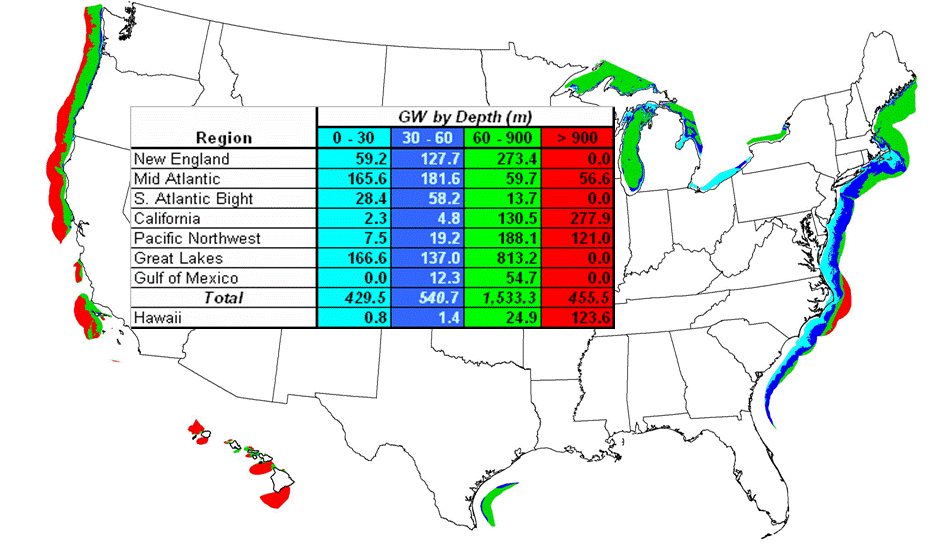 GW by Depth (m)
Region 0 - 30 30 - 60 60 - 900 > 900
New England 59.2 127.7 273.4 0.0
Mid Atlantic 165.6 181.6 59.7 56.6
S. Atlantic Bight 28.4 58.2 13.7 0.0
California 2.3 4.8 130.5 277.9
Pacific Northwest 7.5 19.2 188.1 121.0
Great Lakes 166.6 137.0 813.2 0.0
Gulf of Mexico 0.0 12.3 54.7 0.0
Total 429.5 540.7 1,533.3 455.5
Hawaii 0.8 1.4 24.9 123.6